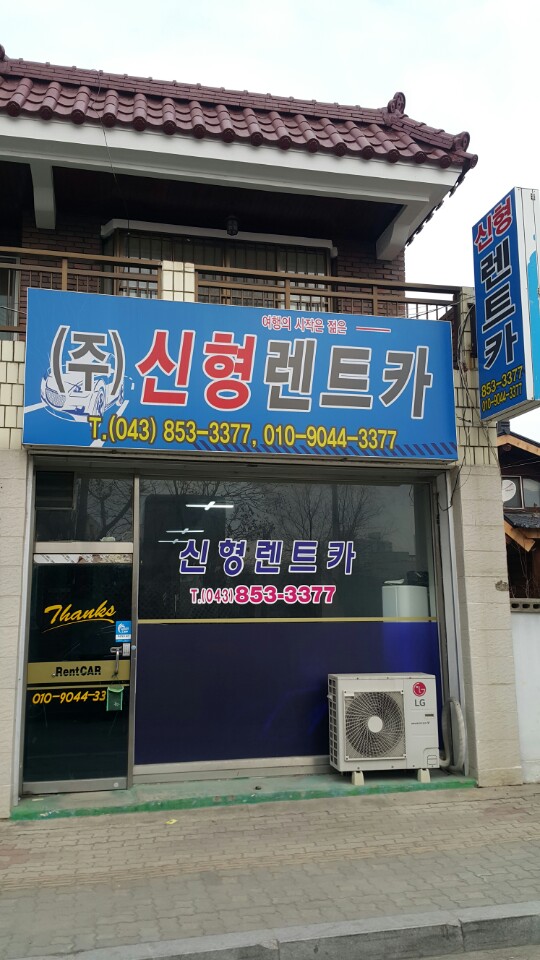 여행의 시작은 젊은
(주)신형렌트카
T.(043) 853-3377, 010-9044-3377
신형렌트카
853-3377
010-9044-3377
신형렌트카
T.(043)853-3377
Thanks
RentCAR
010-9044-33
LG